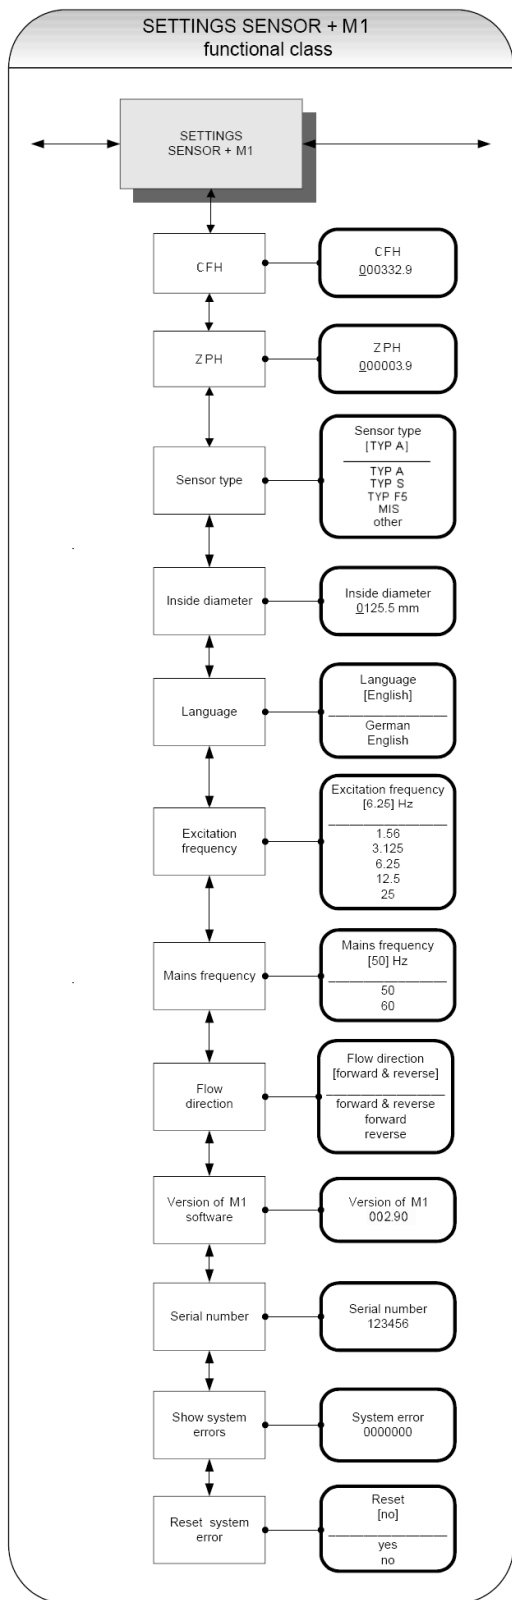 SETTINGS SENSOR + M1
functional class
SETTINGS
SENSOR + M1
CFH
CFH
000332.9
ZPH
ZPH
000003.9
Sensor type
Sensor type
[TYP A]
TYP A
TYP S
TYP F5
MIS
other
Inside diameter
Inside diameter
0125.5 mm
Language
Language
[English]
German
English
Excitation
frequency
Excitation frequency
[6.25] Hz
1.56
3.125
6.25
12.5
25
Mains frequency
Mains frequency
[50] Hz
50
60
Flow
direction
Flow direction
[forward & reverse]
forward & reverse
forward
reverse
Version of M1
software
Version of M1
002.90
Serial number
Serial number
123456
Show system
errors
System error
0000000
Reset system
error
Reset
[no]
yes
no